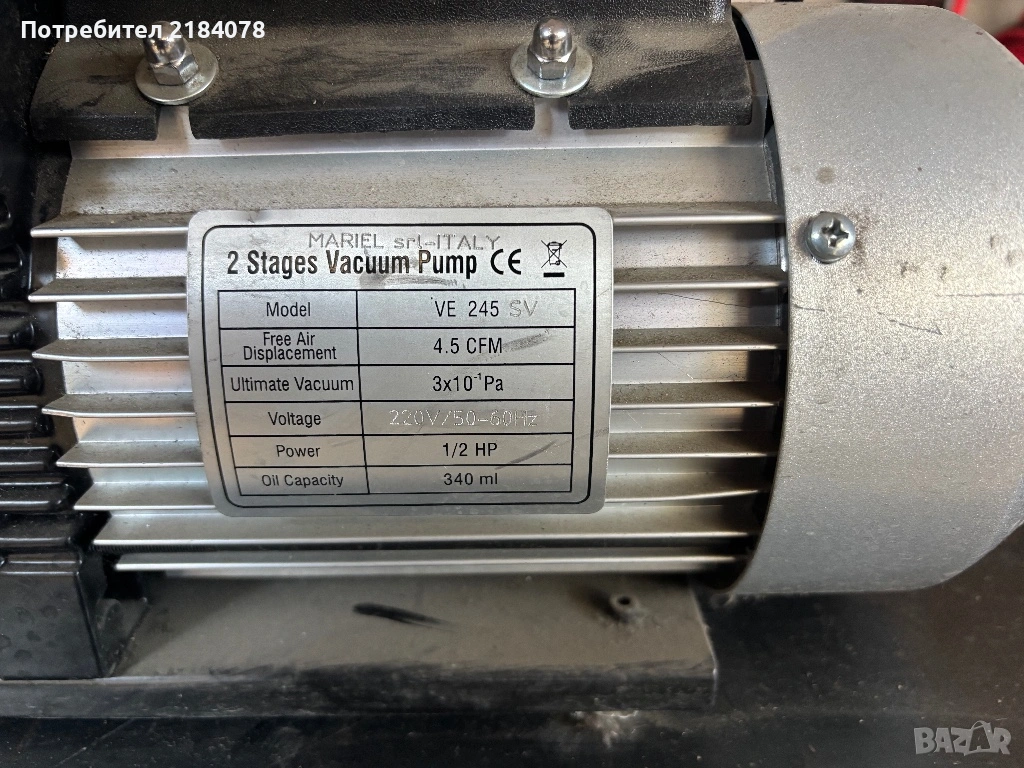 Потребител 2184078
MARIEL srl-ITALY
2 Stages Vacuum Pump CE
Model VE 245 SV
Free Air
Displacement 4.5 CFM
Ultimate Vacuum 3x10⁻¹Pa
Voltage 220V/50-60Hz
Power 1/2 HP
Oil Capacity 340 ml
BAZAR